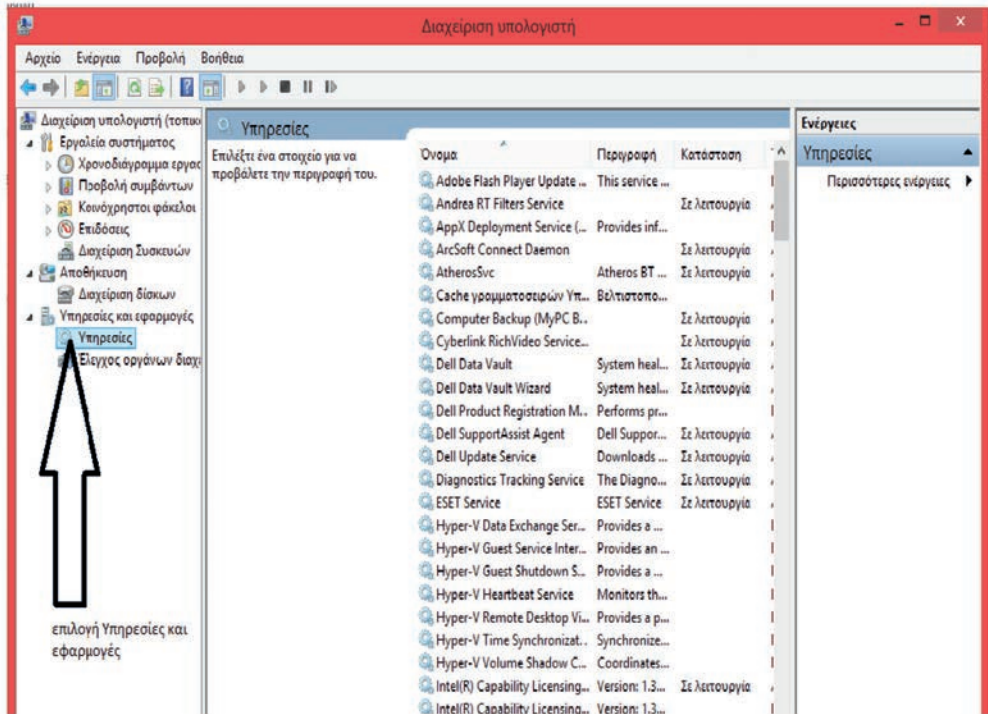 Διαχείριση υπολογιστή
Αρχείο Ενέργεια Προβολή Βοήθεια
Διαχείριση υπολογιστή (τοπικ
Εργαλεία συστήματος
Χρονοδιάγραμμα εργασ
Προβολή συμβάντων
Κοινόχρηστοι φάκελοι
Επιδόσεις
Διαχείριση Συσκευών
Αποθήκευση
Διαχείριση δίσκων
Υπηρεσίες και εφαρμογές
Υπηρεσίες
Έλεγχος οργάνων διαχε
επιλογή Υπηρεσίες και
εφαρμογές
Υπηρεσίες
Επιλέξτε ένα στοιχείο για να
προβάλετε την περιγραφή του.
Όνομα Περιγραφή Κατάσταση
Adobe Flash Player Update ... This service ...
Andrea RT Filters Service Σε λειτουργία
AppX Deployment Service (... Provides inf...
ArcSoft Connect Daemon Σε λειτουργία
AtherosSvc Atheros BT ... Σε λειτουργία
Cache γραμματοσειρών Υπ... Βελτιστοπο...
Computer Backup (MyPC B... Σε λειτουργία
Cyberlink RichVideo Service... Σε λειτουργία
Dell Data Vault System heal... Σε λειτουργία
Dell Data Vault Wizard System heal... Σε λειτουργία
Dell Product Registration M... Performs pr...
Dell SupportAssist Agent Dell Suppor... Σε λειτουργία
Dell Update Service Downloads ... Σε λειτουργία
Diagnostics Tracking Service The Diagno... Σε λειτουργία
ESET Service ESET Service Σε λειτουργία
Hyper-V Data Exchange Ser... Provides a ...
Hyper-V Guest Service Inter... Provides an ...
Hyper-V Guest Shutdown S... Provides a ...
Hyper-V Heartbeat Service Monitors th...
Hyper-V Remote Desktop Vi... Provides a p...
Hyper-V Time Synchronizat... Synchronize...
Hyper-V Volume Shadow C... Coordinates...
Intel(R) Capability Licensing... Version: 1.3... Σε λειτουργία
Intel(R) Capability Licensing... Version: 1.3...
Ενέργειες
Υπηρεσίες
Περισσότερες ενέργειες